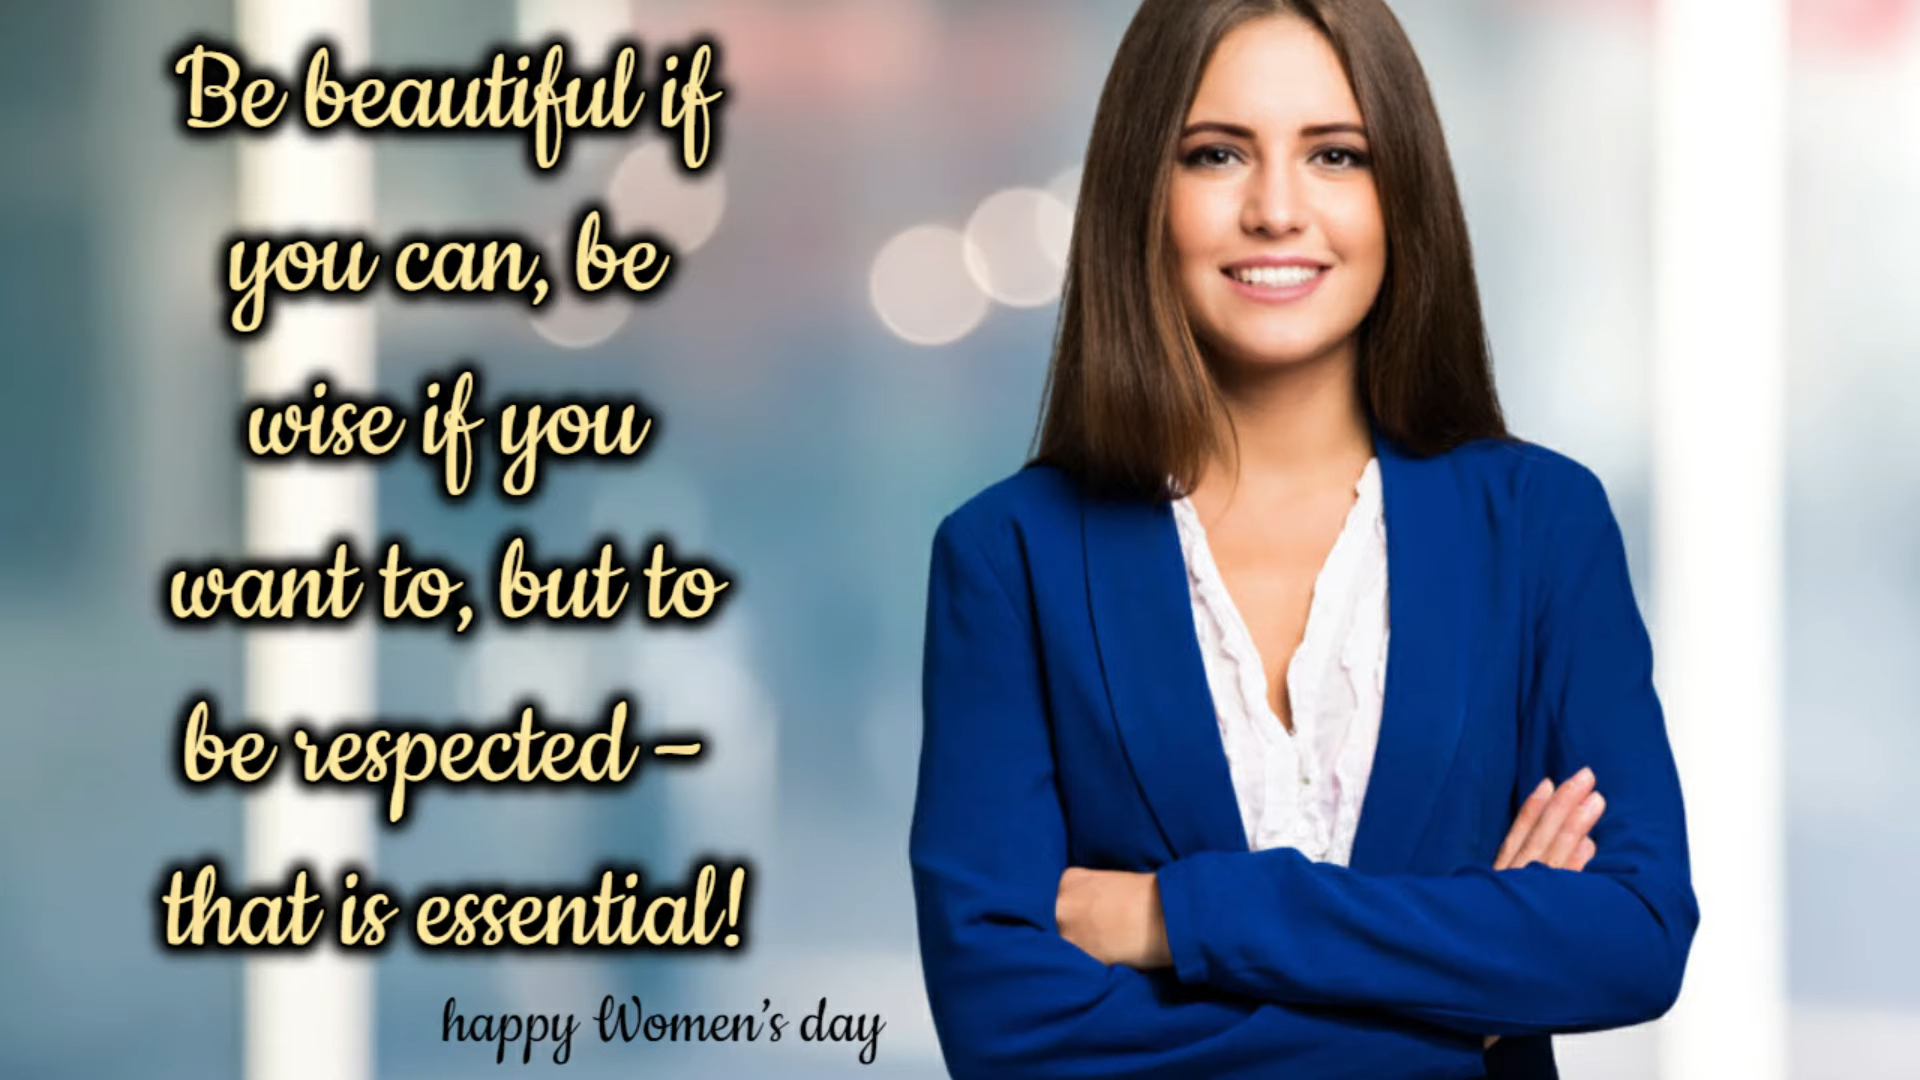 Be beautiful if
you can, be
wise if you
want to, but to
be respected –
that is essential!
happy Women's day